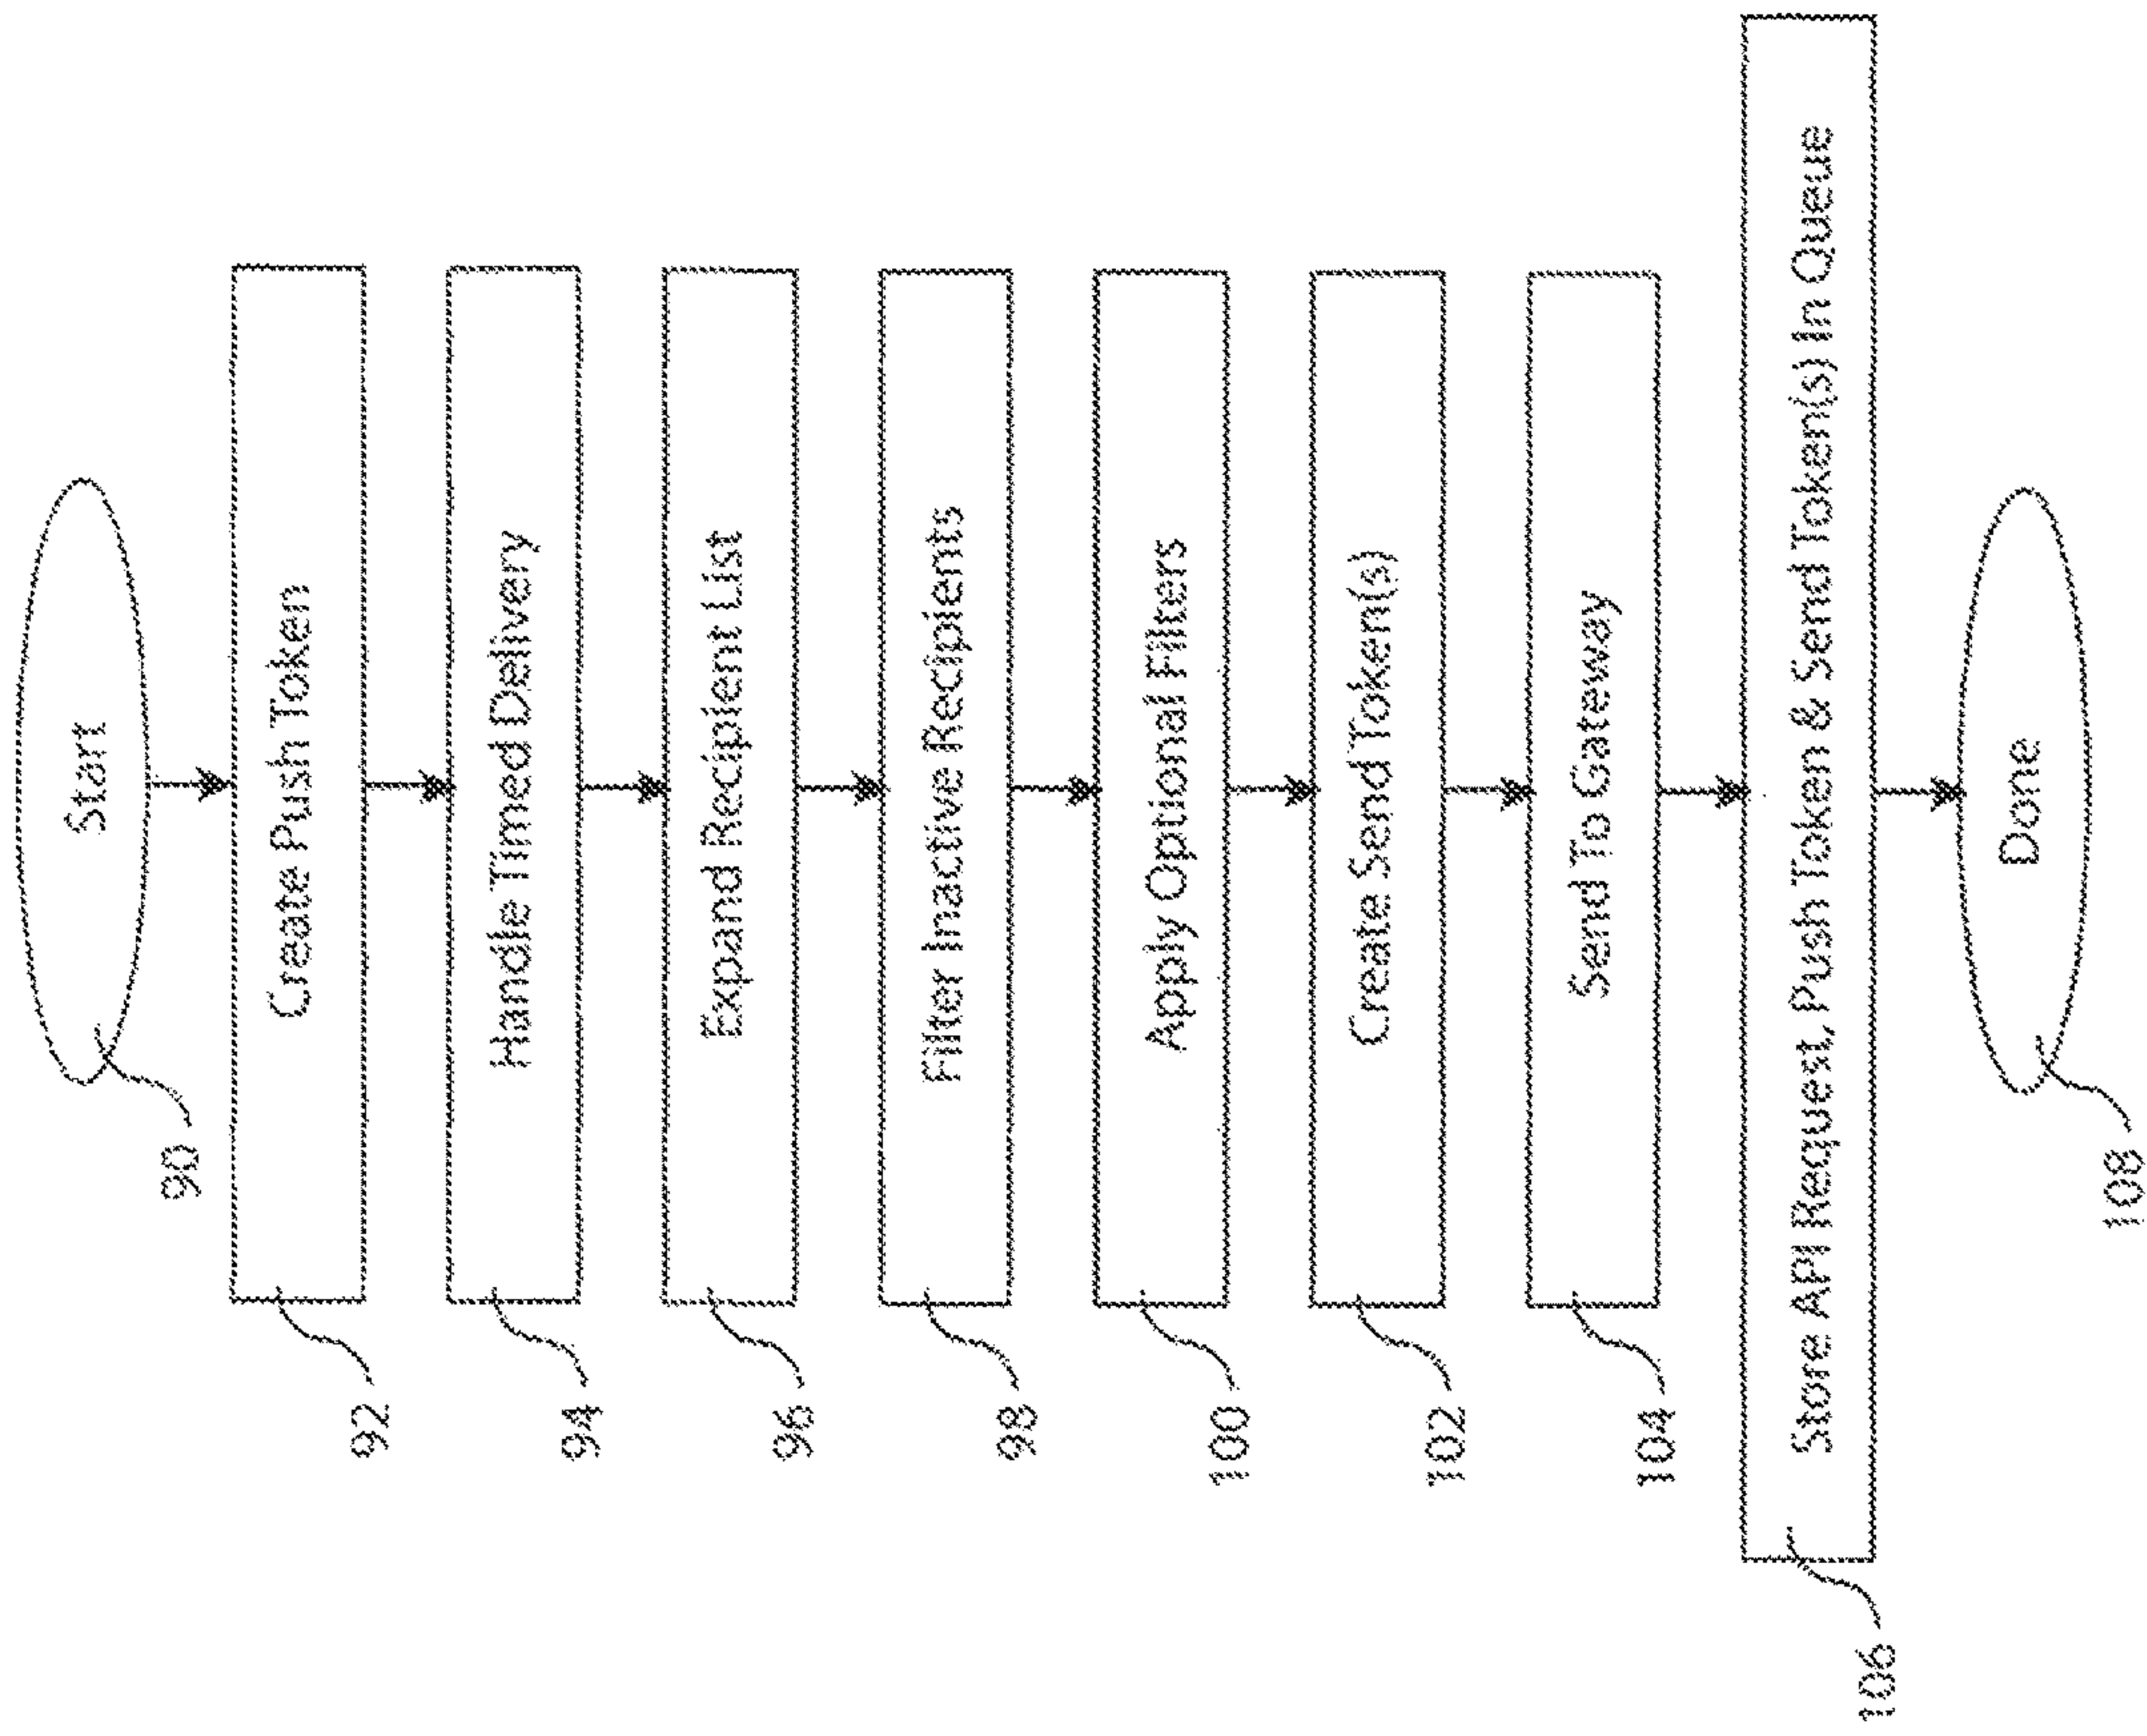 Start
90
Create Push Token
92
Handle Timed Delivery
94
Expand Recipient List
96
Filter Inactive Recipients
98
Apply Optional Filters
100
Create Send Token(s)
102
Send To Gateway
104
Store API Request, Push Token & Send Token(s) In Queue
106
Done
108